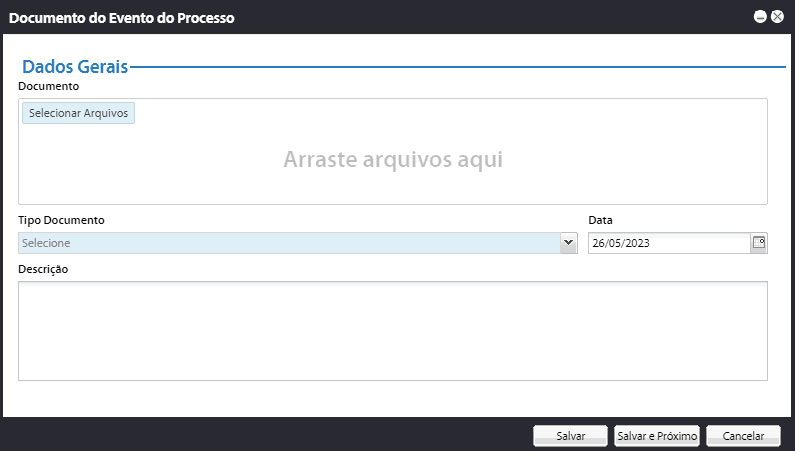 Documento do Evento do Processo
Dados Gerais
Documento
Selecionar Arquivos
Arraste arquivos aqui
Tipo Documento
Data
Selecione
26/05/2023
Descrição
Salvar
Salvar e Próximo
Cancelar